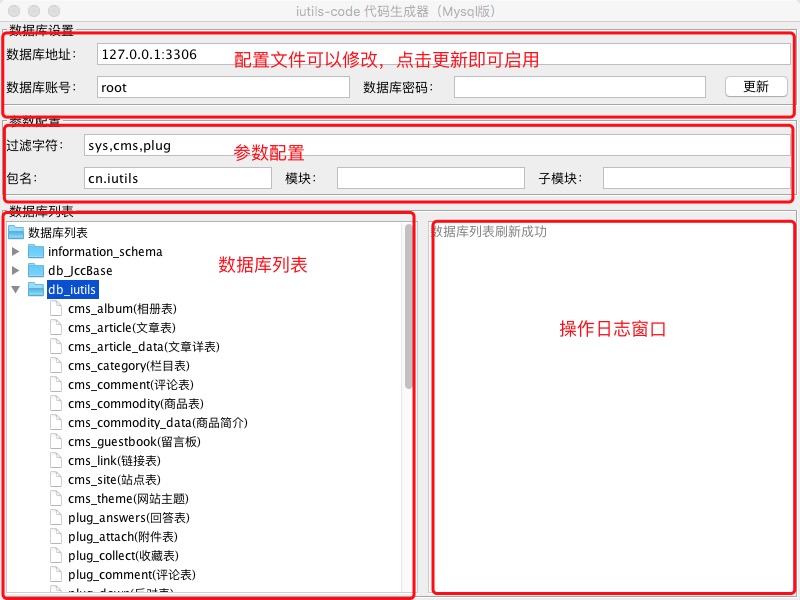 iutils-code 代码生成器（Mysql版）
数据库设置
数据库地址： 127.0.0.1:3306 配置文件可以修改，点击更新即可启用
数据库账号： root 数据库密码： 更新
参数配置
过滤字符： sys,cms,plug 参数配置
包名： cn.iutils 模块： 子模块：
数据库列表
数据库列表 数据库列表刷新成功
information_schema
数据库列表
db_JccBase
db_iutils
cms_album(相册表)
cms_article(文章表) 操作日志窗口
cms_article_data(文章详表)
cms_category(栏目表)
cms_comment(评论表)
cms_commodity(商品表)
cms_commodity_data(商品简介)
cms_guestbook(留言板)
cms_link(链接表)
cms_site(站点表)
cms_theme(网站主题)
plug_answers(回答表)
plug_attach(附件表)
plug_collect(收藏表)
plug_comment(评论表)